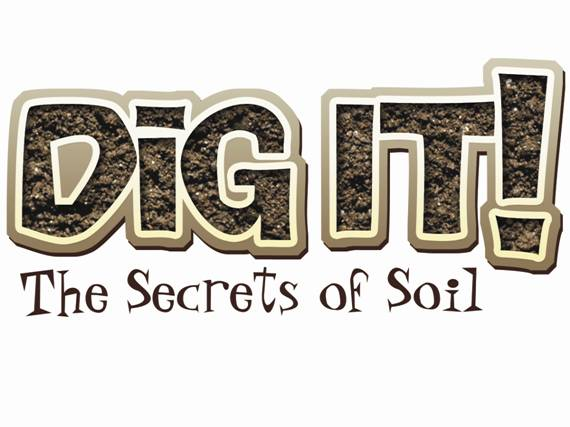 DiG IT!
The Secrets of Soil